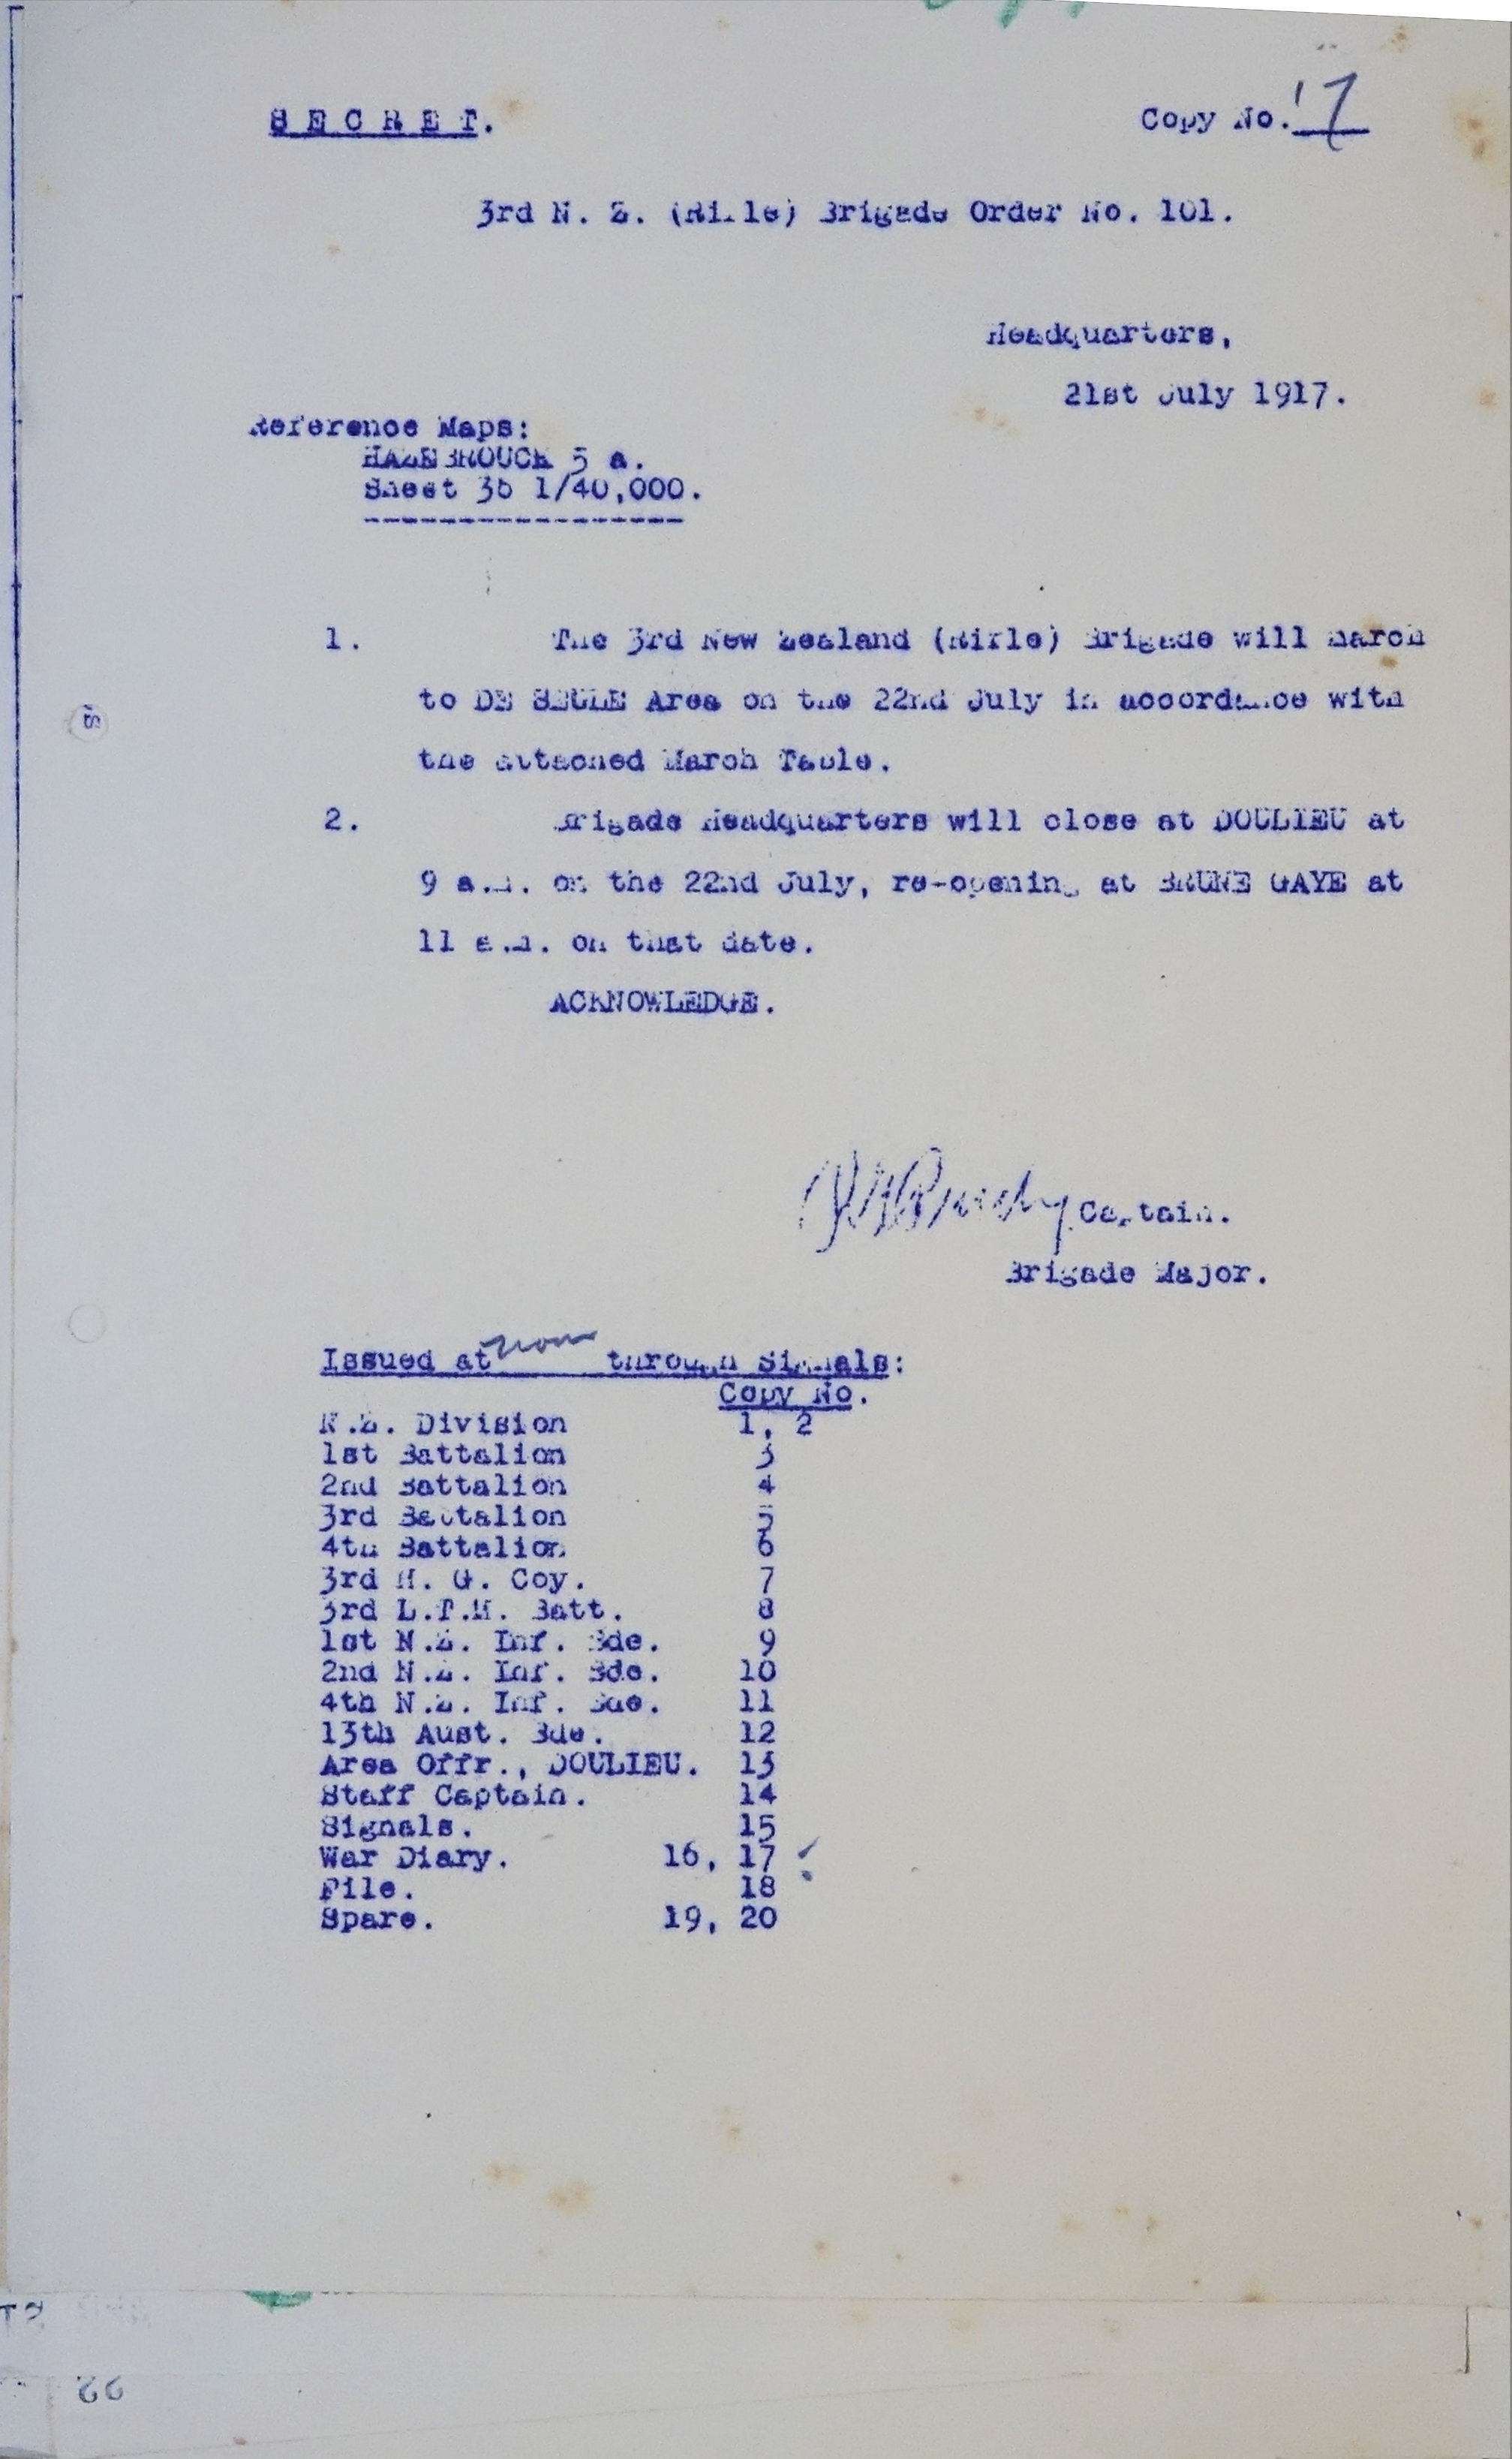 SECRET.
Copy No. 17
3rd N. Z. (Rifle) Brigade Order No. 101.
Headquarters,
21st July 1917.
Reference Maps:
HAZEBROUCK 5 a.
Sheet 36 1/40,000.
------------------
1. The 3rd New Zealand (Rifle) Brigade will march
to DE SEULE Area on the 22nd July in accordance with
the attached March Table.
2. Brigade Headquarters will close at DOULIEU at
9 a.m. on the 22nd July, re-opening at BRUNE GAYE at
11 a.m. on that date.
ACKNOWLEDGE.
Captain.
Brigade Major.
Issued at noon through Signals:
Copy No.
N.Z. Division 1, 2
1st Battalion 3
2nd Battalion 4
3rd Battalion 5
4th Battalion 6
3rd M. G. Coy. 7
3rd L.T.M. Batt. 8
1st N.Z. Inf. Bde. 9
2nd N.Z. Inf. Bde. 10
4th N.Z. Inf. Bde. 11
13th Aust. Bde. 12
Area Offr., DOULIEU. 13
Staff Captain. 14
Signals. 15
War Diary. 16, 17
File. 18
Spare. 19, 20
22